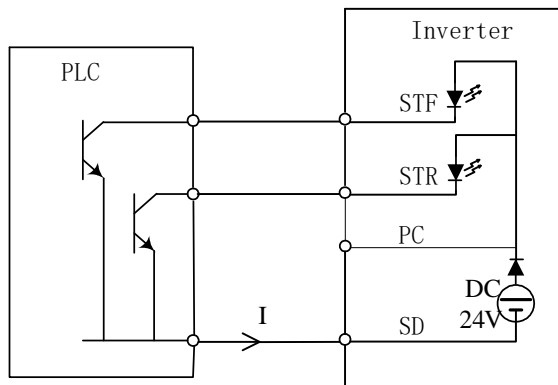 Inverter
PLC
STF
STR
PC
DC
24V
I
SD